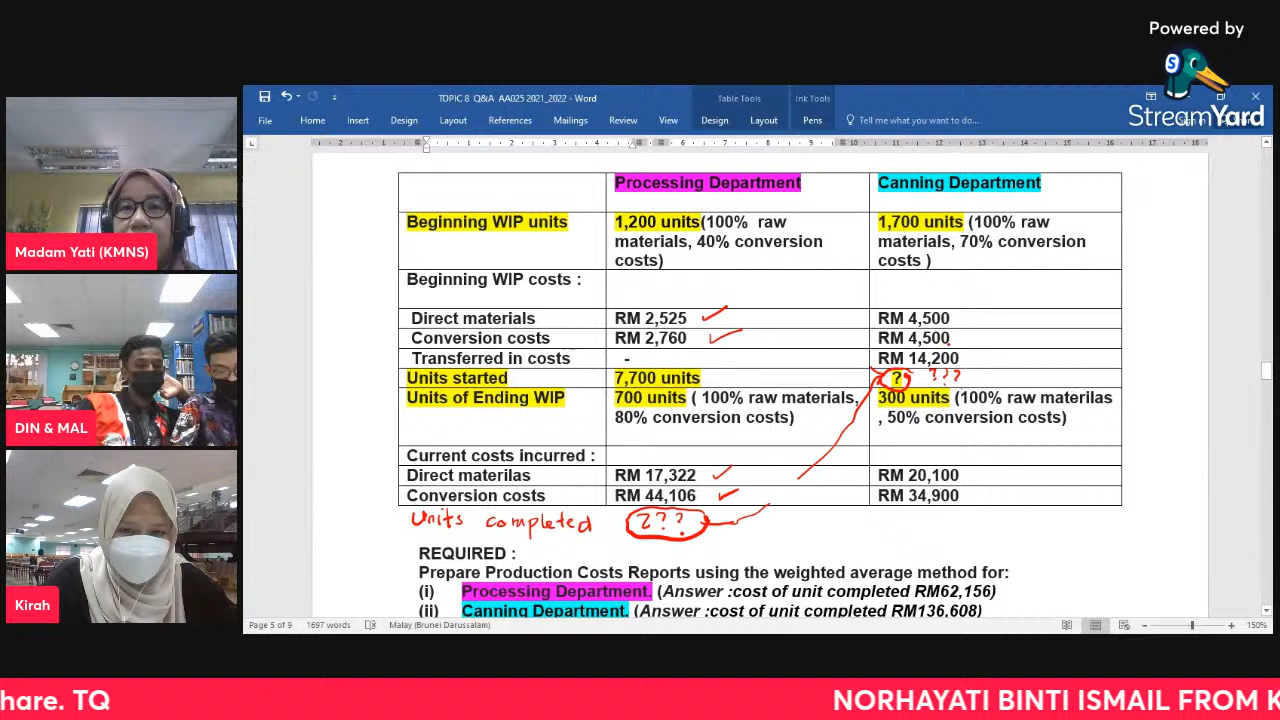 Powered by
StreamYard
TOPIC 8 Q&A AA025 2021_2022 - Word
Table Tools
Ink Tools
File Home Insert Design Layout References Mailings Review View Design Layout Pens Tell me what you want to do...
Processing Department Canning Department
Beginning WIP units 1,200 units(100% raw materials, 40% conversion costs) 1,700 units (100% raw materials, 70% conversion costs )
Beginning WIP costs :
Direct materials RM 2,525 RM 4,500
Conversion costs RM 2,760 RM 4,500
Transferred in costs - RM 14,200
Units started 7,700 units ? ???
Units of Ending WIP 700 units ( 100% raw materials, 80% conversion costs) 300 units (100% raw materilas , 50% conversion costs)
Current costs incurred :
Direct materilas RM 17,322 RM 20,100
Conversion costs RM 44,106 RM 34,900
Units completed ???
REQUIRED :
Prepare Production Costs Reports using the weighted average method for:
(i) Processing Department. (Answer :cost of unit completed RM62,156)
(ii) Canning Department. (Answer :cost of unit completed RM136,608)
Page 5 of 9 1697 words Malay (Brunei Darussalam) 150%
Madam Yati (KMNS)
DIN & MAL
Kirah
share. TQ NORHAYATI BINTI ISMAIL FROM K